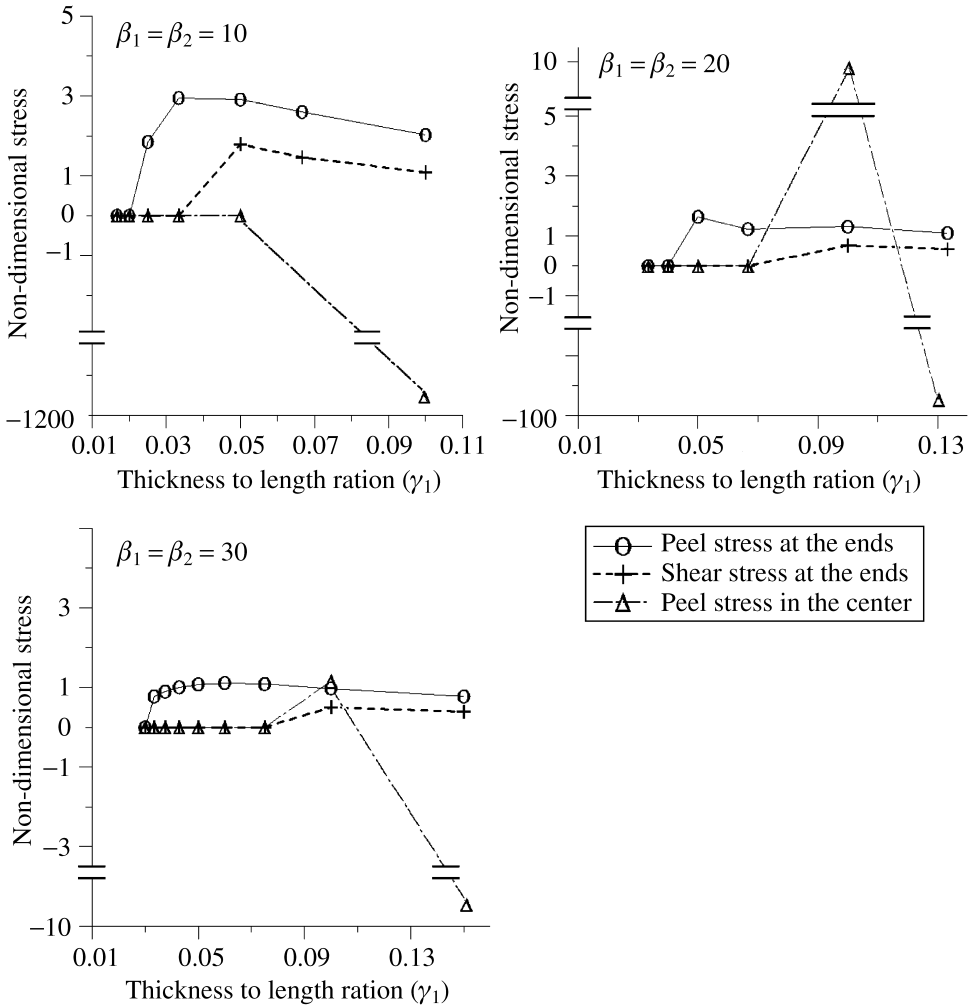 β₁ = β₂ = 10
Non-dimensional stress
5
3
1
0
−1
−1200
0.01 0.03 0.05 0.07 0.09 0.11
Thickness to length ration (γ₁)
β₁ = β₂ = 20
Non-dimensional stress
10
5
3
1
0
−1
−100
0.01 0.05 0.09 0.13
Thickness to length ration (γ₁)
β₁ = β₂ = 30
Non-dimensional stress
3
1
0
−1
−3
−10
0.01 0.05 0.09 0.13
Thickness to length ration (γ₁)
Peel stress at the ends
Shear stress at the ends
Peel stress in the center